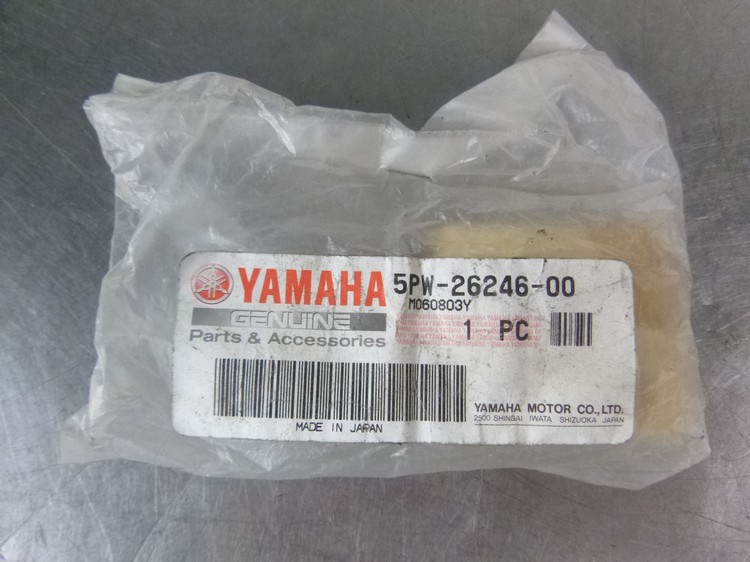 YAMAHA
GENUINE
Parts & Accessories
5PW-26246-00
M060803Y
1 PC
MADE IN JAPAN
YAMAHA MOTOR CO.,LTD.
2500 SHINGAI IWATA SHIZUOKA JAPAN